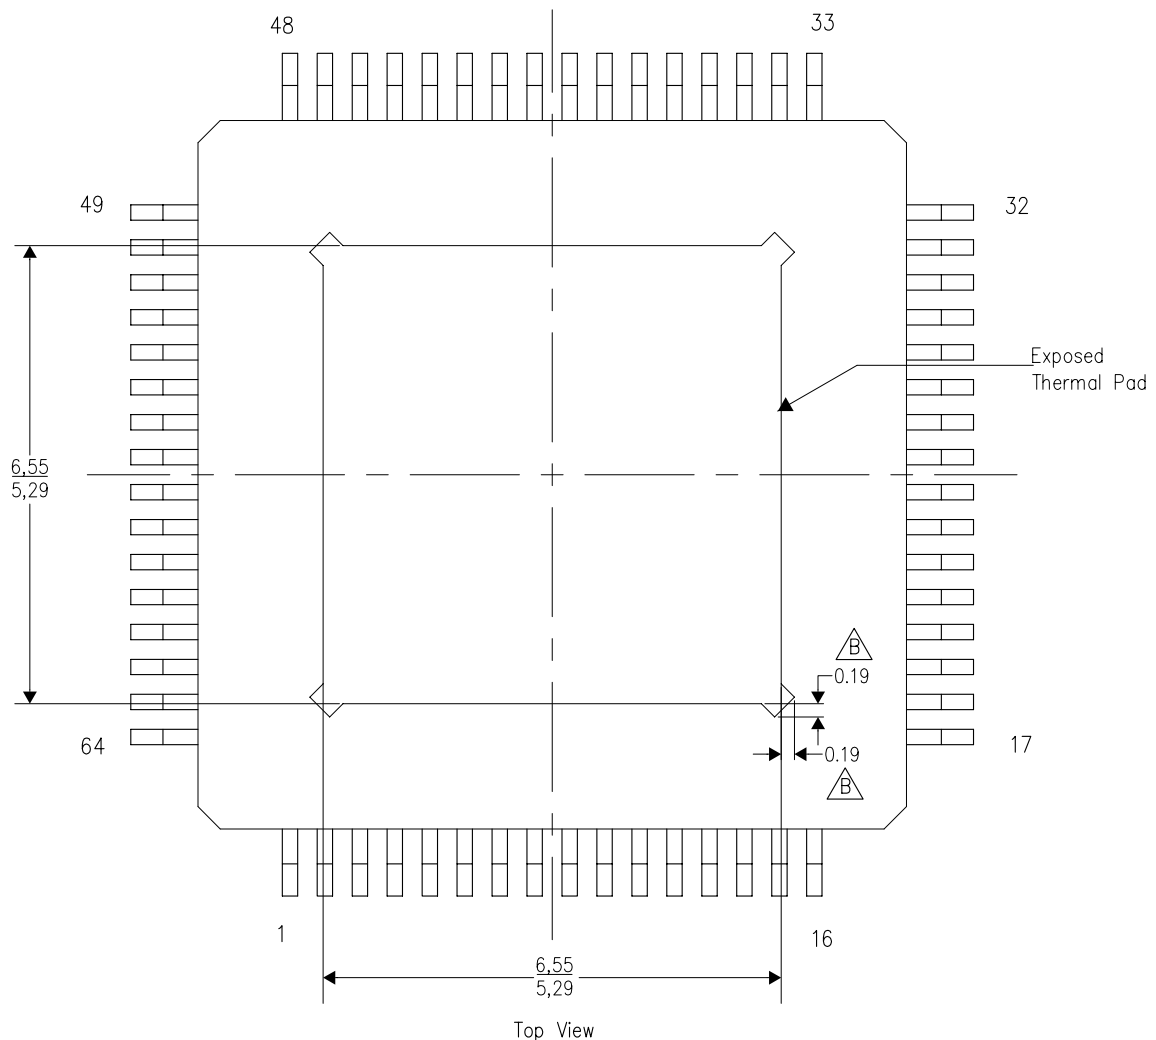 48
33
49
32
Exposed
Thermal Pad
6,55
5,29
B
0.19
64
17
0.19
B
1
16
6,55
5,29
Top View